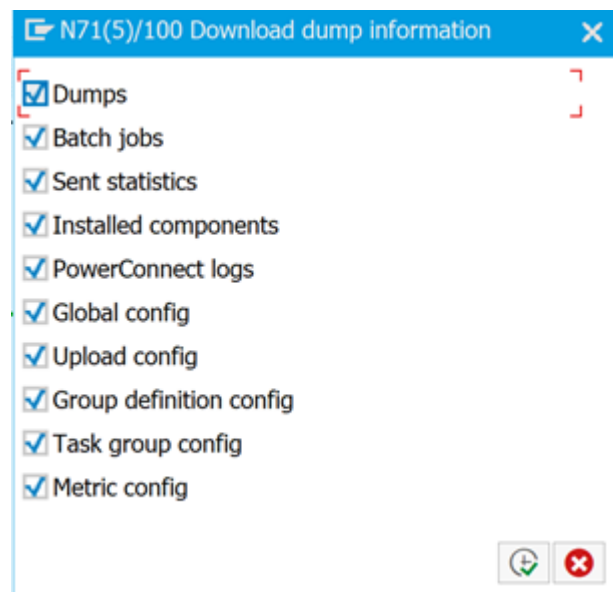 N71(5)/100 Download dump information
Dumps
Batch jobs
Sent statistics
Installed components
PowerConnect logs
Global config
Upload config
Group definition config
Task group config
Metric config